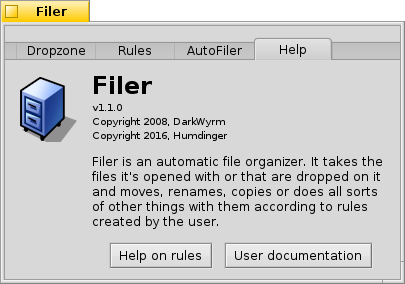 Filer
Dropzone Rules AutoFiler Help
Filer
v1.1.0
Copyright 2008, DarkWyrm
Copyright 2016, Humdinger
Filer is an automatic file organizer. It takes the
files it's opened with or that are dropped on it
and moves, renames, copies or does all sorts
of other things with them according to rules
created by the user.
Help on rules User documentation